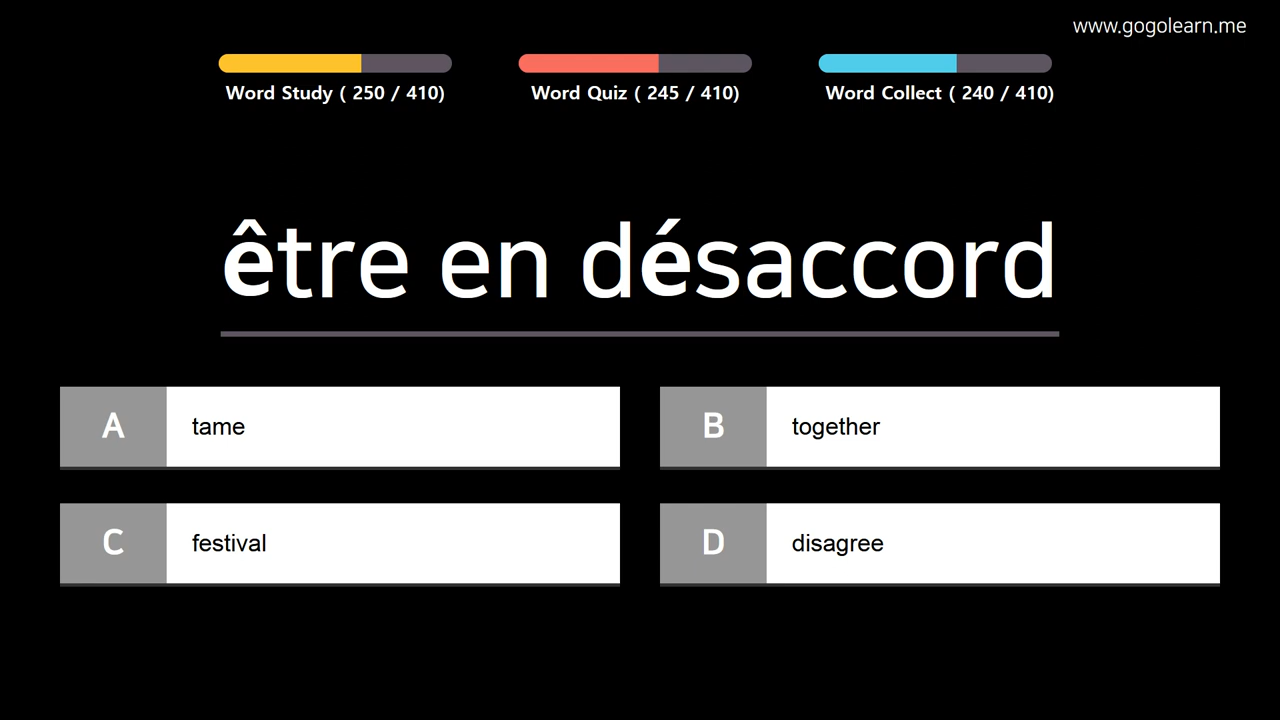 www.gogolearn.me
Word Study ( 250 / 410)
Word Quiz ( 245 / 410)
Word Collect ( 240 / 410)
être en désaccord
A tame
B together
C festival
D disagree